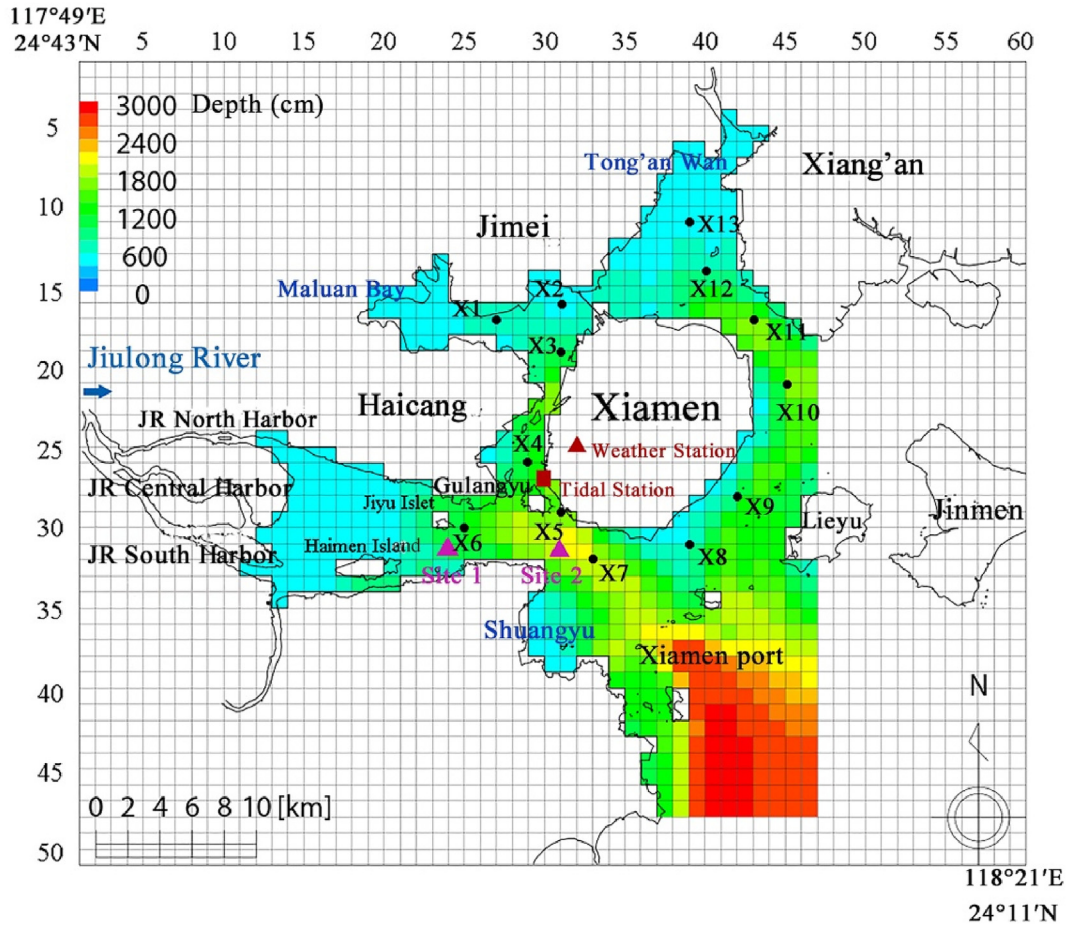 117°49′E
24°43′N 5 10 15 20 25 30 35 40 45 50 55 60
3000 Depth (cm)
2400
1800
1200
600
0
5
10
15
20
25
30
35
40
45
50
Tong'an Wan
Xiang'an
X13
Jimei
X12
Maluan Bay
X2
X1
X11
X3
Jiulong River
Haicang
Xiamen
X10
JR North Harbor
X4
Weather Station
JR Central Harbor
Gulangyu
Tidal Station
Jiyu Islet
X9
Lieyu
Jinmen
X5
Haimen Island
X6
JR South Harbor
X8
Site 1
Site 2
X7
Shuangyu
Xiamen port
N
0 2 4 6 8 10 [km]
118°21′E
24°11′N